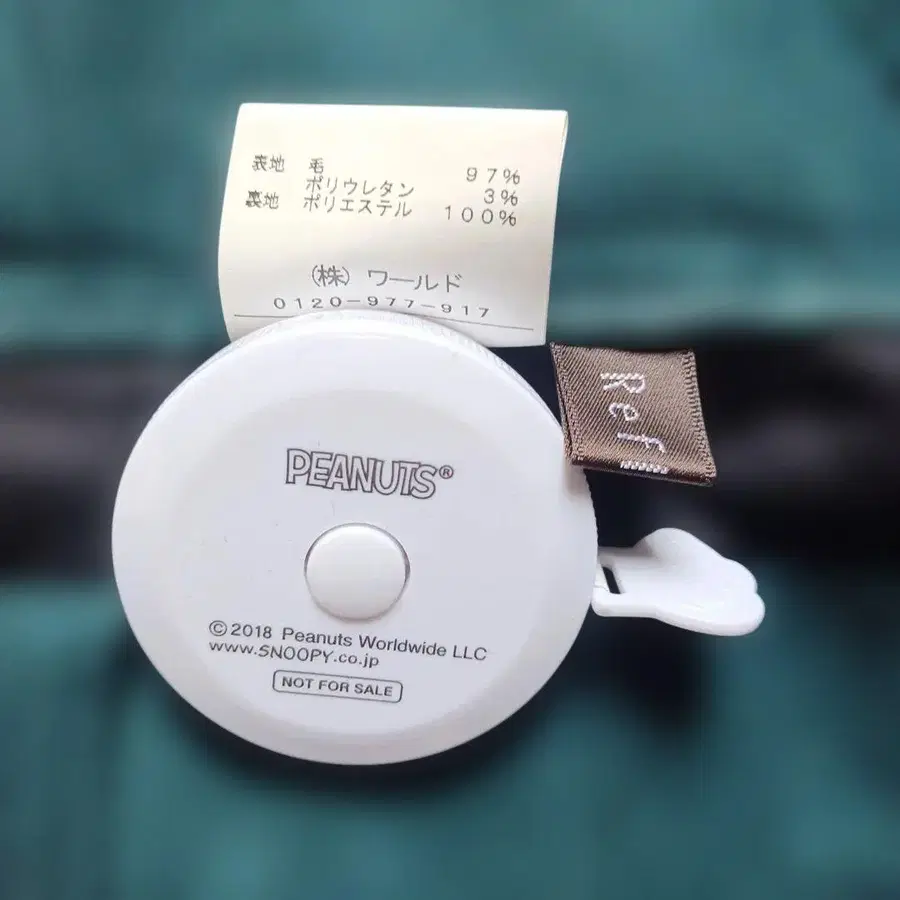 表地 毛 97%
ポリウレタン 3%
裏地 ポリエステル 100%
(株) ワールド
0120-977-917
Ref
PEANUTS®
© 2018 Peanuts Worldwide LLC
www.SNOOPY.co.jp
NOT FOR SALE